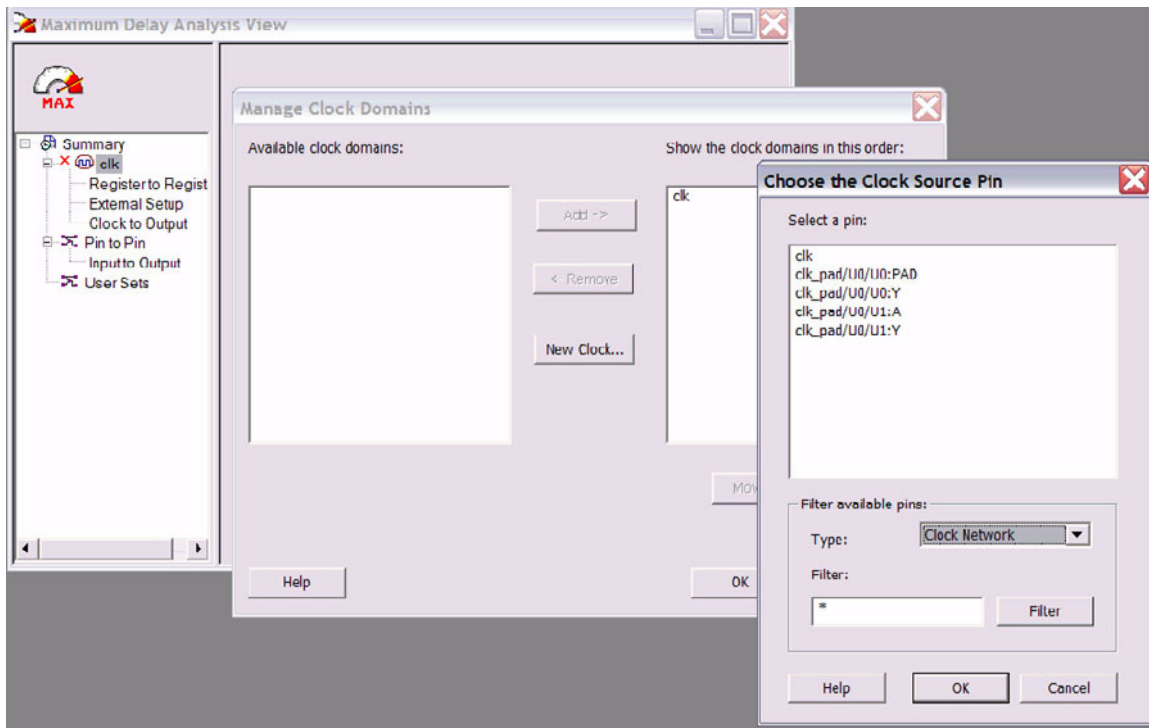 Maximum Delay Analysis View
MAX
Summary
clk
Register to Regist
External Setup
Clock to Output
Pin to Pin
Input to Output
User Sets
Manage Clock Domains
Available clock domains:
Show the clock domains in this order:
clk
Add ->
<- Remove
New Clock...
Mov
Help
OK
Choose the Clock Source Pin
Select a pin:
clk
clk_pad/U0/U0:PAD
clk_pad/U0/U0:Y
clk_pad/U0/U1:A
clk_pad/U0/U1:Y
Filter available pins:
Type:
Clock Network
Filter:
*
Filter
Help
OK
Cancel